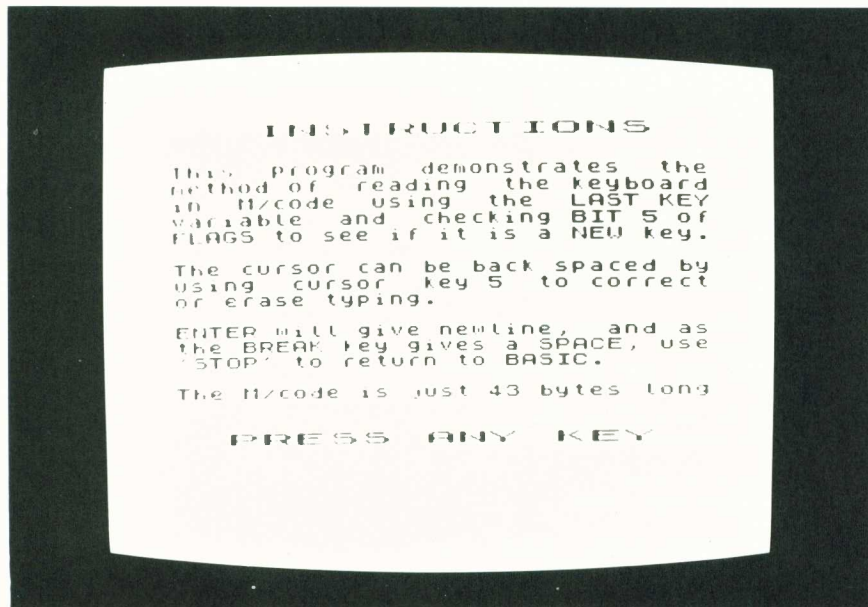 INSTRUCTIONS
This program demonstrates the
method of reading the keyboard
in M/code using the LAST KEY
variable and checking BIT 5 of
FLAGS to see if it is a NEW key.
The cursor can be back spaced by
using cursor key 5 to correct
or erase typing.
ENTER will give newline, and as
the BREAK key gives a SPACE, use
'STOP' to return to BASIC.
The M/code is just 43 bytes long
PRESS ANY KEY